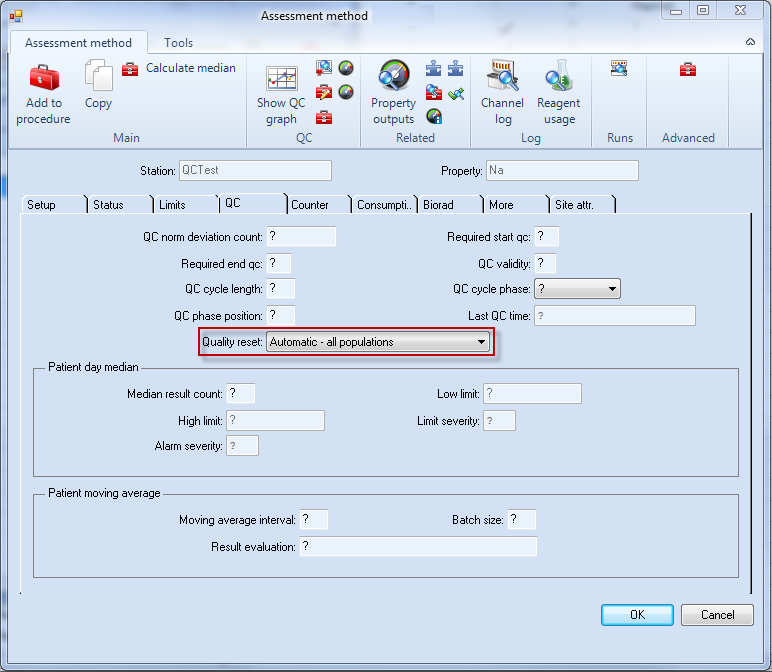 Assessment method
Assessment method Tools
Add to procedure
Copy
Calculate median
Main
Show QC graph
QC
Property outputs
Related
Channel log
Reagent usage
Log
Runs
Advanced
Station: QCTest Property: Na
Setup Status Limits QC Counter Consumpti.. Biorad More Site attr.
QC norm deviation count: ? Required start qc: ?
Required end qc: ? QC validity: ?
QC cycle length: ? QC cycle phase: ?
QC phase position: ? Last QC time: ?
Quality reset: Automatic - all populations
Patient day median
Median result count: ? Low limit: ?
High limit: ? Limit severity: ?
Alarm severity: ?
Patient moving average
Moving average interval: ? Batch size: ?
Result evaluation: ?
OK Cancel